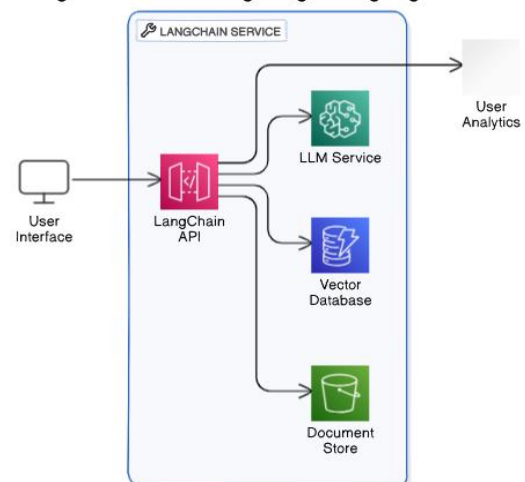 LANGCHAIN SERVICE
User
Analytics
LLM Service
User
Interface
LangChain
API
Vector
Database
Document
Store